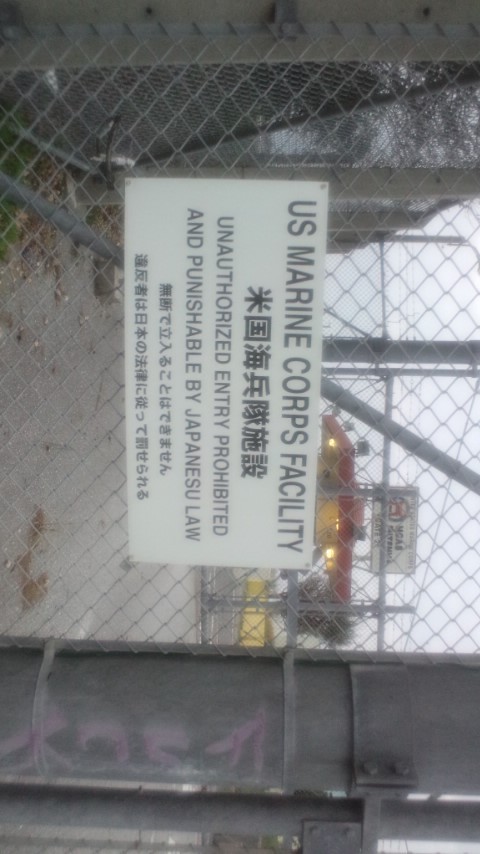 US MARINE CORPS FACILITY
米国海兵隊施設
UNAUTHORIZED ENTRY PROHIBITED
AND PUNISHABLE BY JAPANESU LAW
無断で立入ることはできません
違反者は日本の法律に従って罰せられる
MCAS